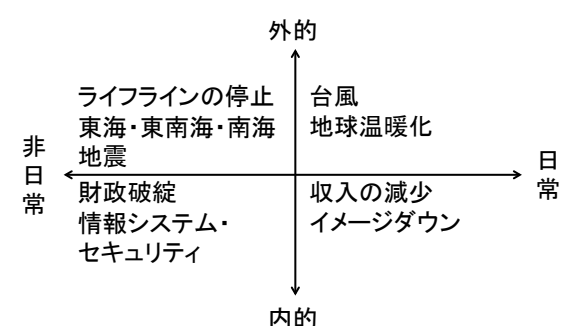 外的
ライフラインの停止
東海・東南海・南海
地震
台風
地球温暖化
非日常
日常
財政破綻
情報システム・
セキュリティ
収入の減少
イメージダウン
内的